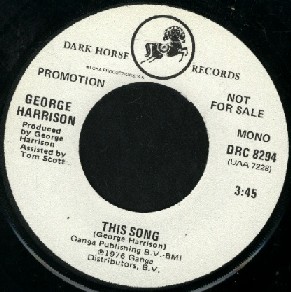 DARK HORSE RECORDS
PROMOTION
NOT
FOR SALE
GEORGE
HARRISON
MONO
Produced
by George
Harrison
Assisted by
Tom Scott
DRC 8294
(UAA 7228)
3:45
THIS SONG
(George Harrison)
Ganga Publishing B.V.-BMI
©1976 Ganga
Distributors, B.V.